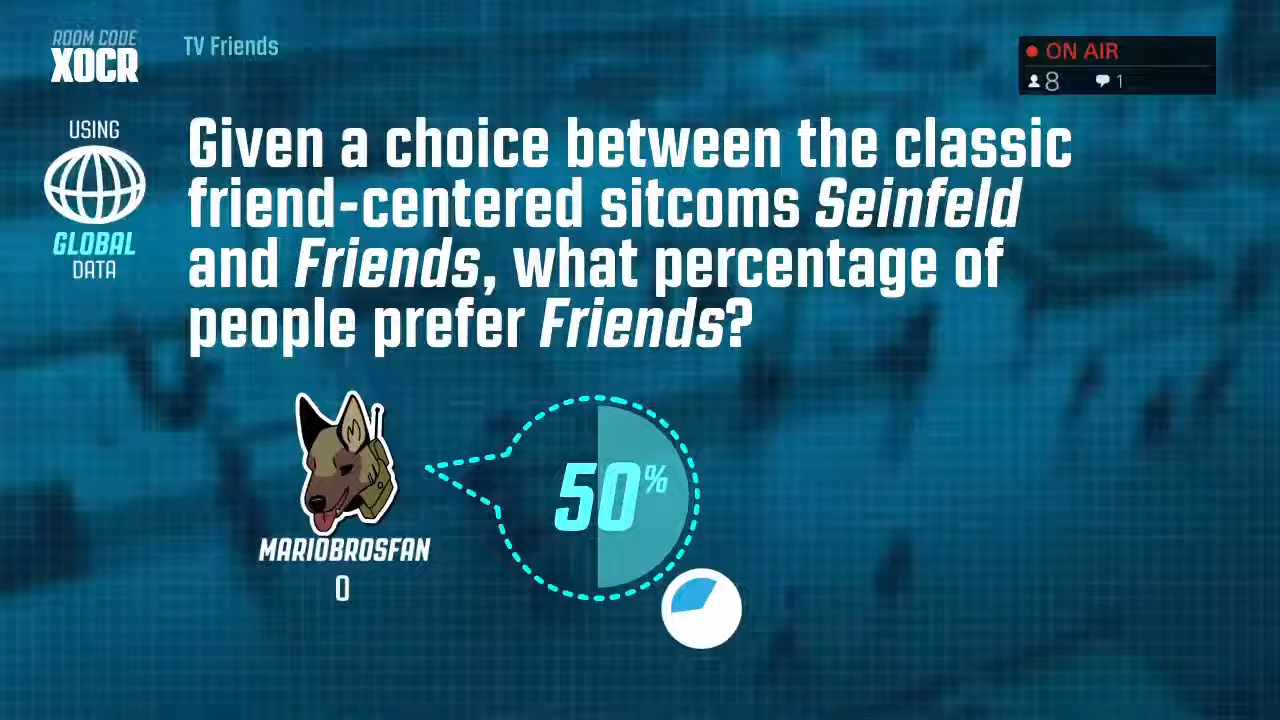 ROOM CODE
XOCR
TV Friends
ON AIR
8 1
USING
GLOBAL
DATA
Given a choice between the classic
friend-centered sitcoms Seinfeld
and Friends, what percentage of
people prefer Friends?
50%
MARIOBROSFAN
0